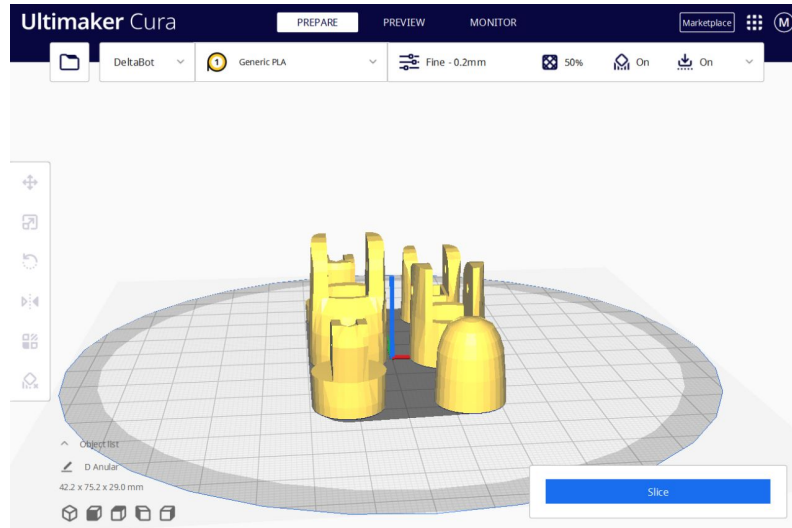 Ultimaker Cura PREPARE PREVIEW MONITOR Marketplace M
DeltaBot 1 Generic PLA Fine - 0.2mm 50% On On
Object list
D Anular
42.2 x 75.2 x 29.0 mm
Slice